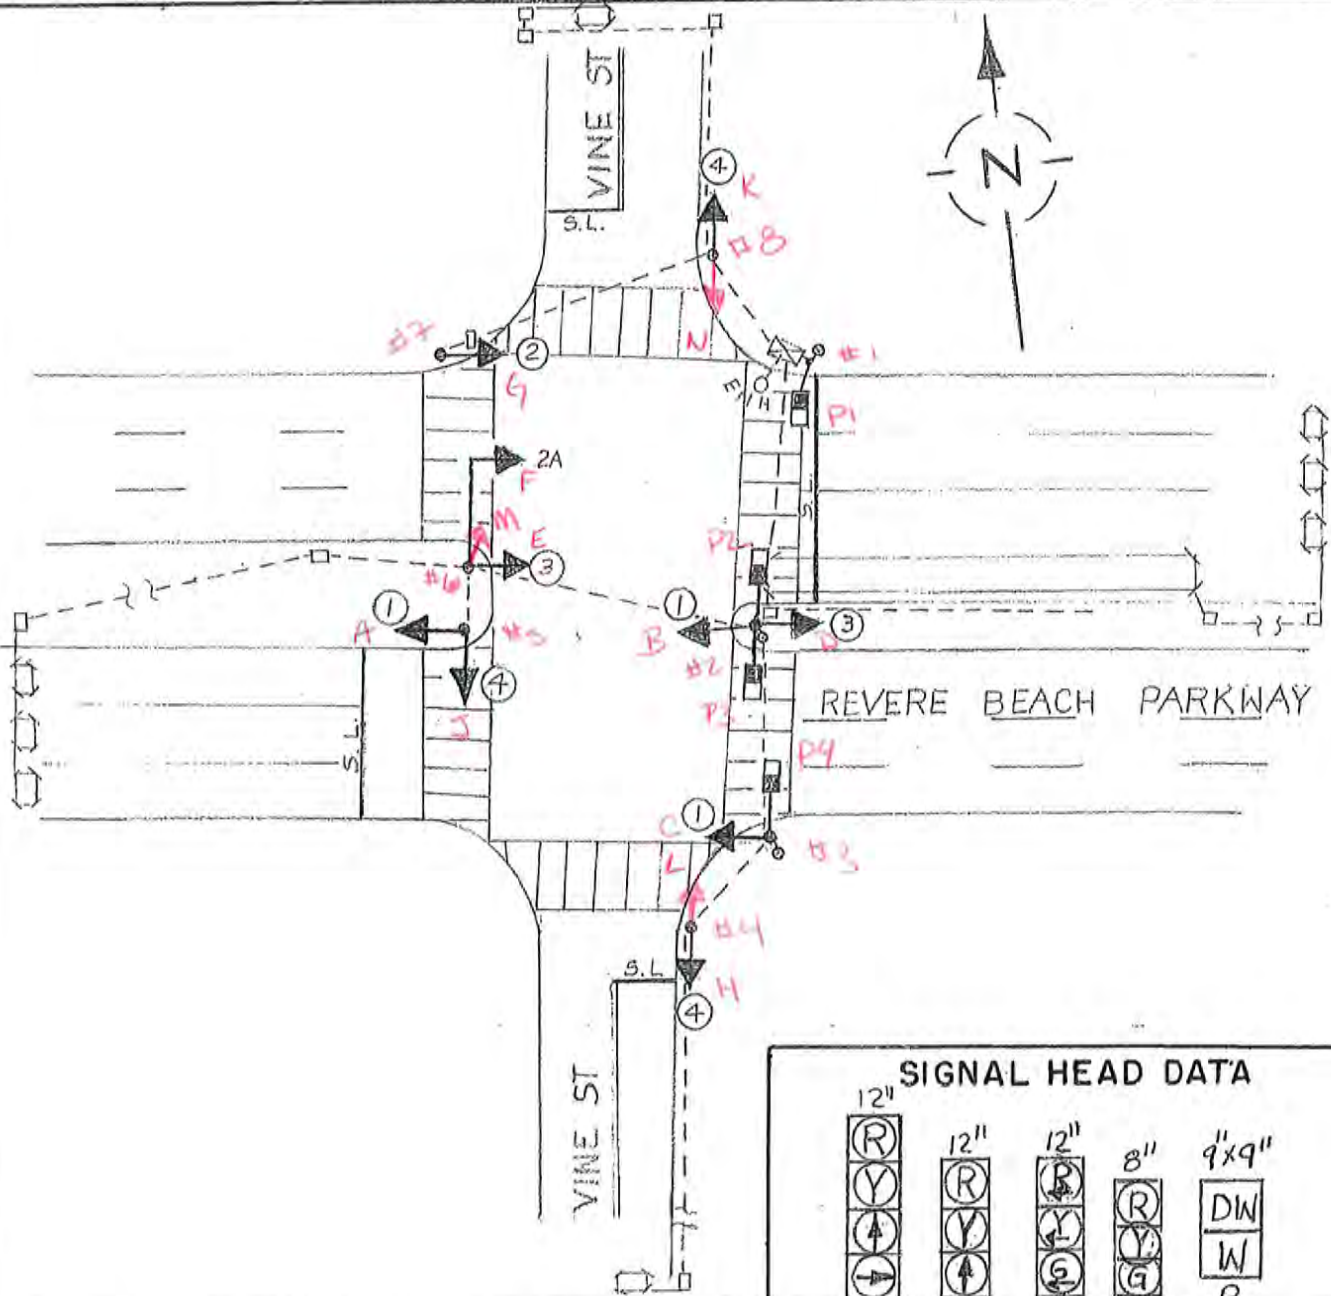 VINE ST
S.L.
N
4
K
#8
N
#7
2
G
#1
E
H
P1
2A
F
M
E
3
#6
P2
S.L.
1
A
#5
4
J
1
B
#2
3
D
P3
REVERE BEACH PARKWAY
S.L.
P4
C
1
#3
L
#4
S.L
H
4
VINE ST
SIGNAL HEAD DATA
12" 12" 12" 8" 9"x9"
R R R R DW
Y Y Y Y W
G G